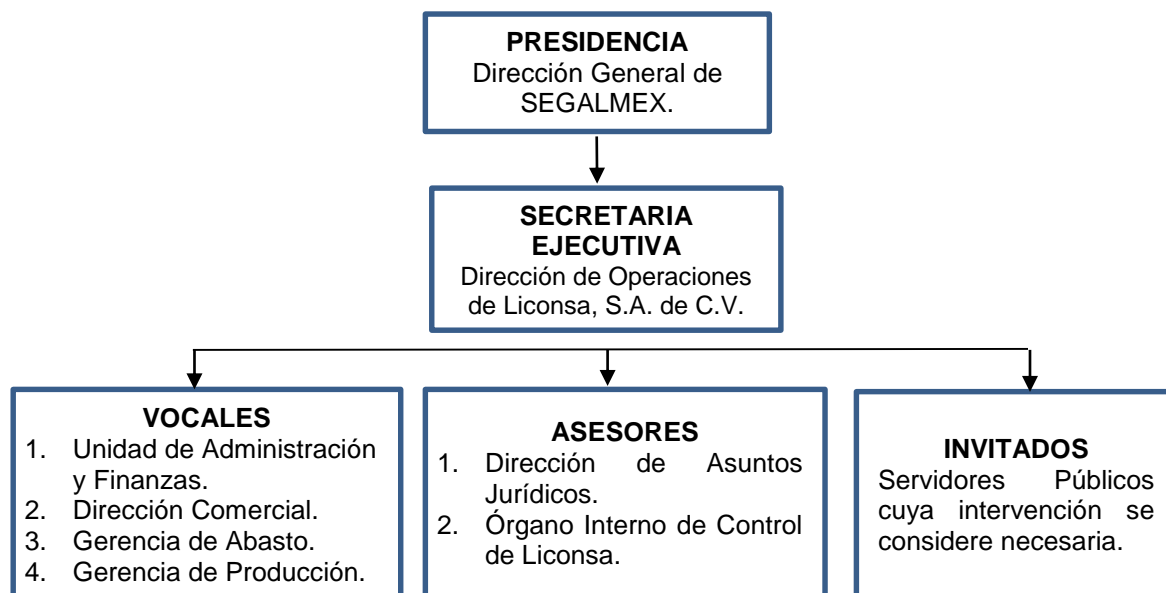 PRESIDENCIA
Dirección General de
SEGALMEX.
SECRETARIA
EJECUTIVA
Dirección de Operaciones
de Liconsa, S.A. de C.V.
VOCALES
1. Unidad de Administración
y Finanzas.
2. Dirección Comercial.
3. Gerencia de Abasto.
4. Gerencia de Producción.
ASESORES
1. Dirección de Asuntos
Jurídicos.
2. Órgano Interno de Control
de Liconsa.
INVITADOS
Servidores Públicos
cuya intervención se
considere necesaria.